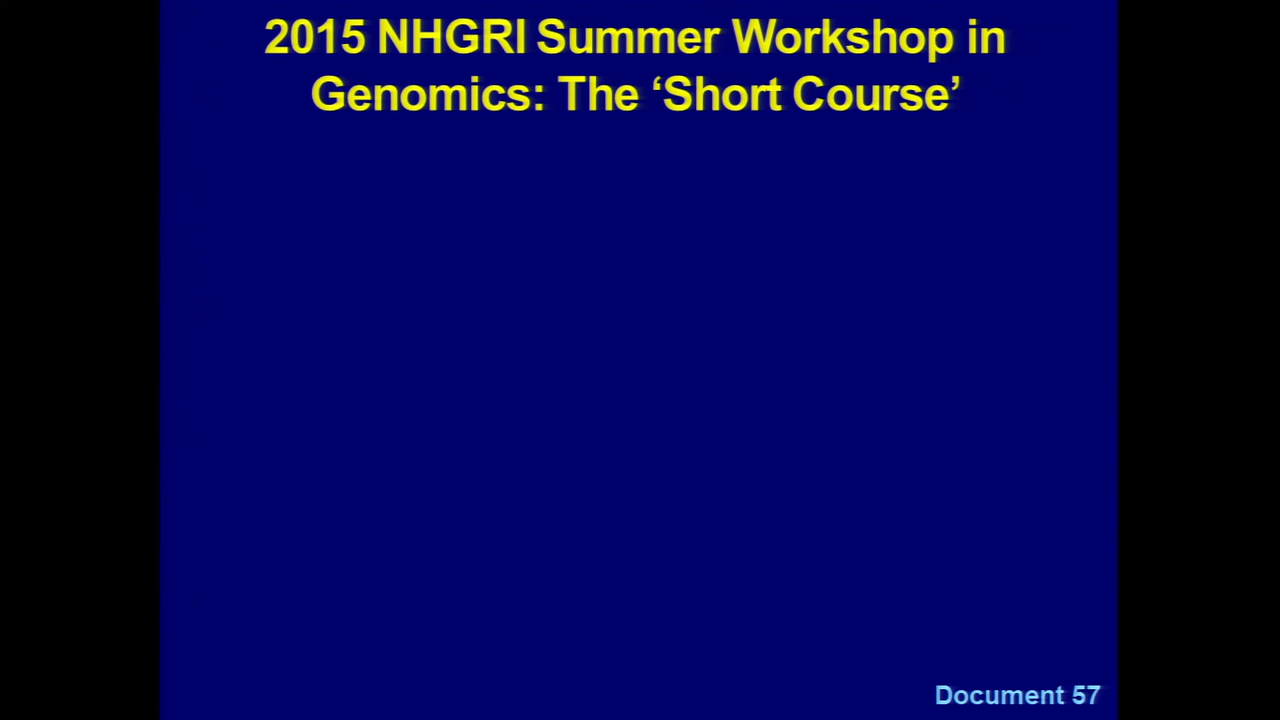 2015 NHGRI Summer Workshop in
Genomics: The ‘Short Course’
Document 57